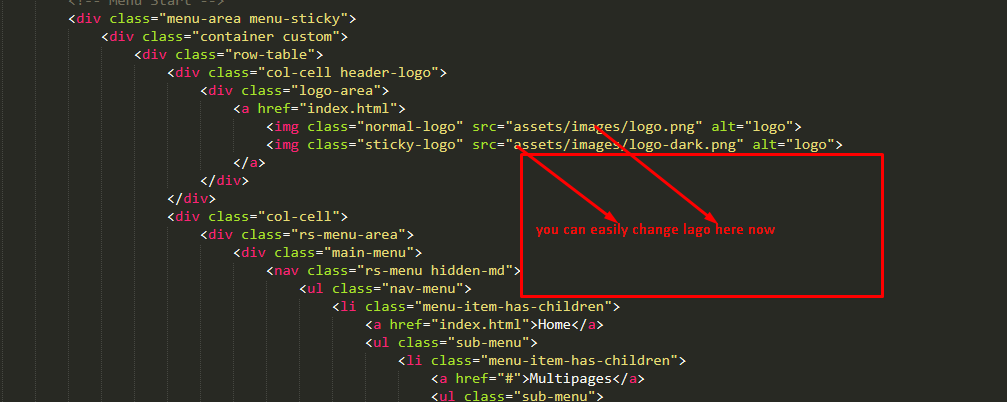 <!-- Menu Start -->
<div class="menu-area menu-sticky">
<div class="container custom">
<div class="row-table">
<div class="col-cell header-logo">
<div class="logo-area">
<a href="index.html">
<img class="normal-logo" src="assets/images/logo.png" alt="logo">
<img class="sticky-logo" src="assets/images/logo-dark.png" alt="logo">
</a>
</div>
</div>
<div class="col-cell">
you can easily change lago here now
<div class="rs-menu-area">
<div class="main-menu">
<nav class="rs-menu hidden-md">
<ul class="nav-menu">
<li class="menu-item-has-children">
<a href="index.html">Home</a>
<ul class="sub-menu">
<li class="menu-item-has-children">
<a href="#">Multipages</a>
<ul class="sub-menu">